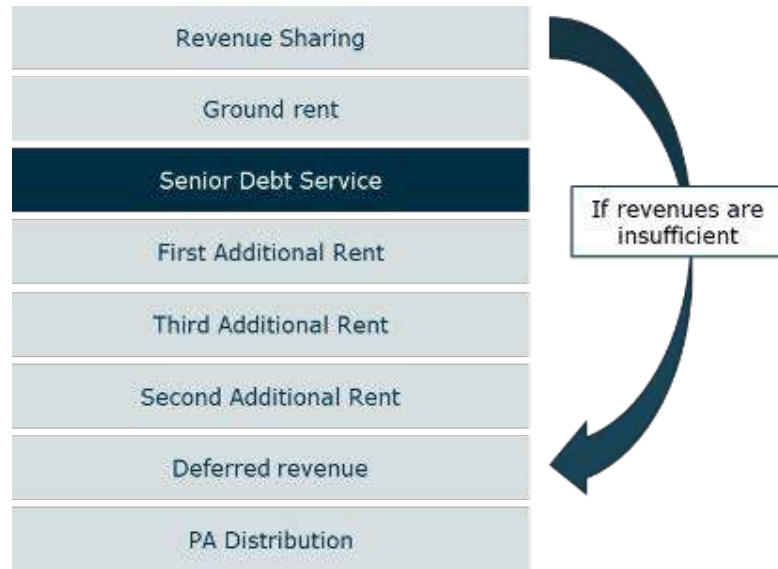 Revenue Sharing
Ground rent
Senior Debt Service
If revenues are
insufficient
First Additional Rent
Third Additional Rent
Second Additional Rent
Deferred revenue
PA Distribution